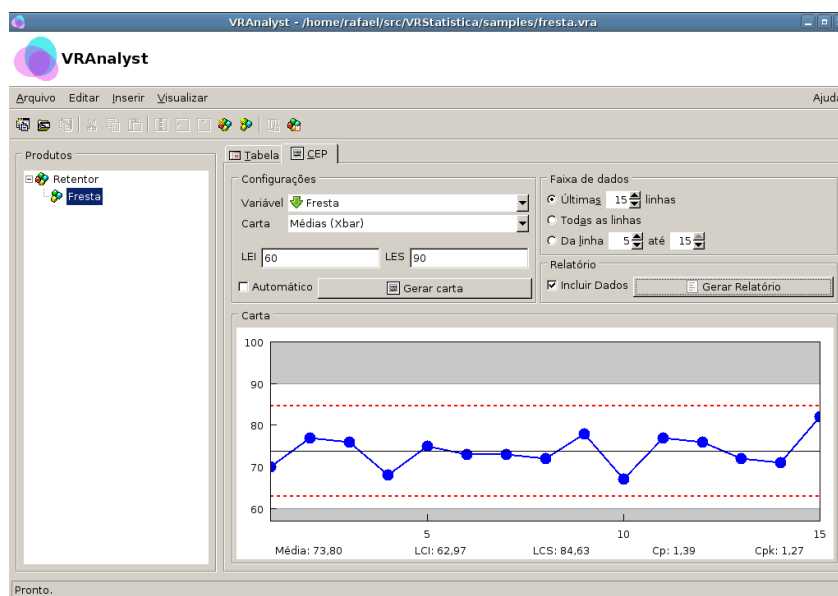 VRAnalyst - /home/rafael/src/VRStatistica/samples/fresta.vra
VRAnalyst
Arquivo Editar Inserir Visualizar Ajuda
Produtos
Retentor
Fresta
Tabela CEP
Configurações
Variável Fresta
Carta Médias (Xbar)
LEI 60 LES 90
Automático Gerar carta
Faixa de dados
Últimas 15 linhas
Todas as linhas
Da linha 5 até 15
Relatório
Incluir Dados Gerar Relatório
Carta
100
90
80
70
60
5 10 15
Média: 73,80 LCI: 62,97 LCS: 84,63 Cp: 1,39 Cpk: 1,27
Pronto.